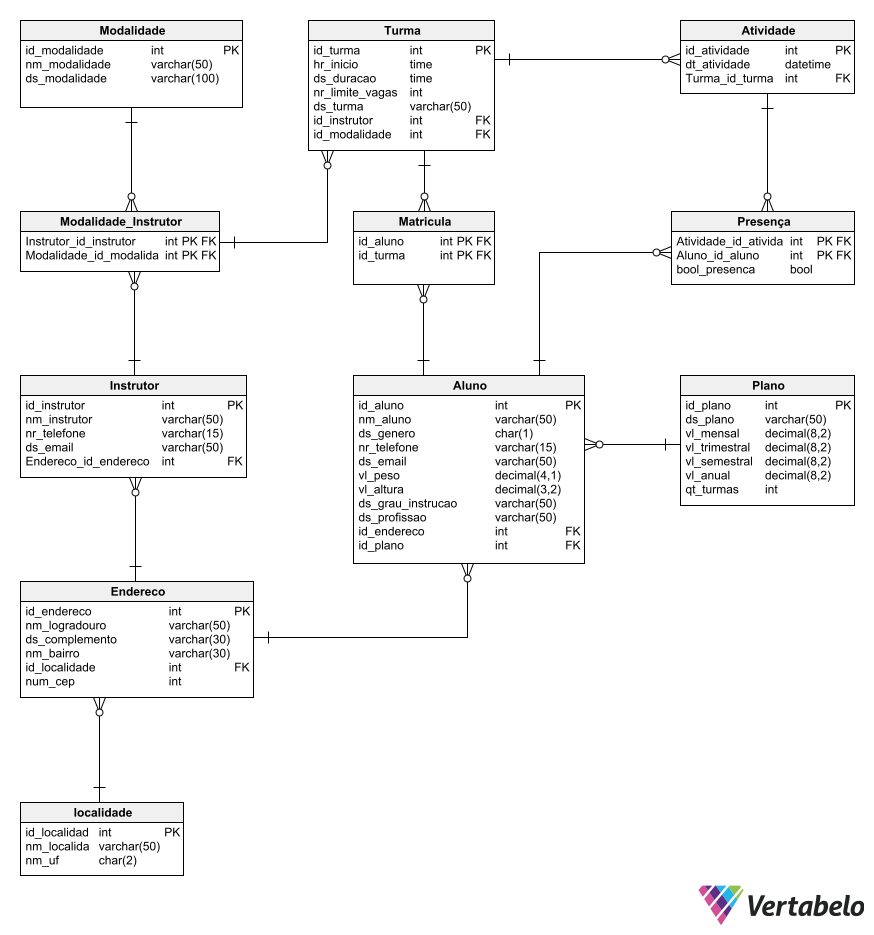 Modalidade
id_modalidade int PK
nm_modalidade varchar(50)
ds_modalidade varchar(100)
Turma
id_turma int PK
hr_inicio time
ds_duracao time
nr_limite_vagas int
ds_turma varchar(50)
id_instrutor int FK
id_modalidade int FK
Atividade
id_atividade int PK
dt_atividade datetime
Turma_id_turma int FK
Modalidade_Instrutor
Instrutor_id_instrutor int PK FK
Modalidade_id_modalida int PK FK
Matricula
id_aluno int PK FK
id_turma int PK FK
Presença
Atividade_id_ativida int PK FK
Aluno_id_aluno int PK FK
bool_presenca bool
Instrutor
id_instrutor int PK
nm_instrutor varchar(50)
nr_telefone varchar(15)
ds_email varchar(50)
Endereco_id_endereco int FK
Aluno
id_aluno int PK
nm_aluno varchar(50)
ds_genero char(1)
nr_telefone varchar(15)
ds_email varchar(50)
vl_peso decimal(4,1)
vl_altura decimal(3,2)
ds_grau_instrucao varchar(50)
ds_profissao varchar(50)
id_endereco int FK
id_plano int FK
Plano
id_plano int PK
ds_plano varchar(50)
vl_mensal decimal(8,2)
vl_trimestral decimal(8,2)
vl_semestral decimal(8,2)
vl_anual decimal(8,2)
qt_turmas int
Endereco
id_endereco int PK
nm_logradouro varchar(50)
ds_complemento varchar(30)
nm_bairro varchar(30)
id_localidade int FK
num_cep int
localidade
id_localidad int PK
nm_localida varchar(50)
nm_uf char(2)
Vertabelo